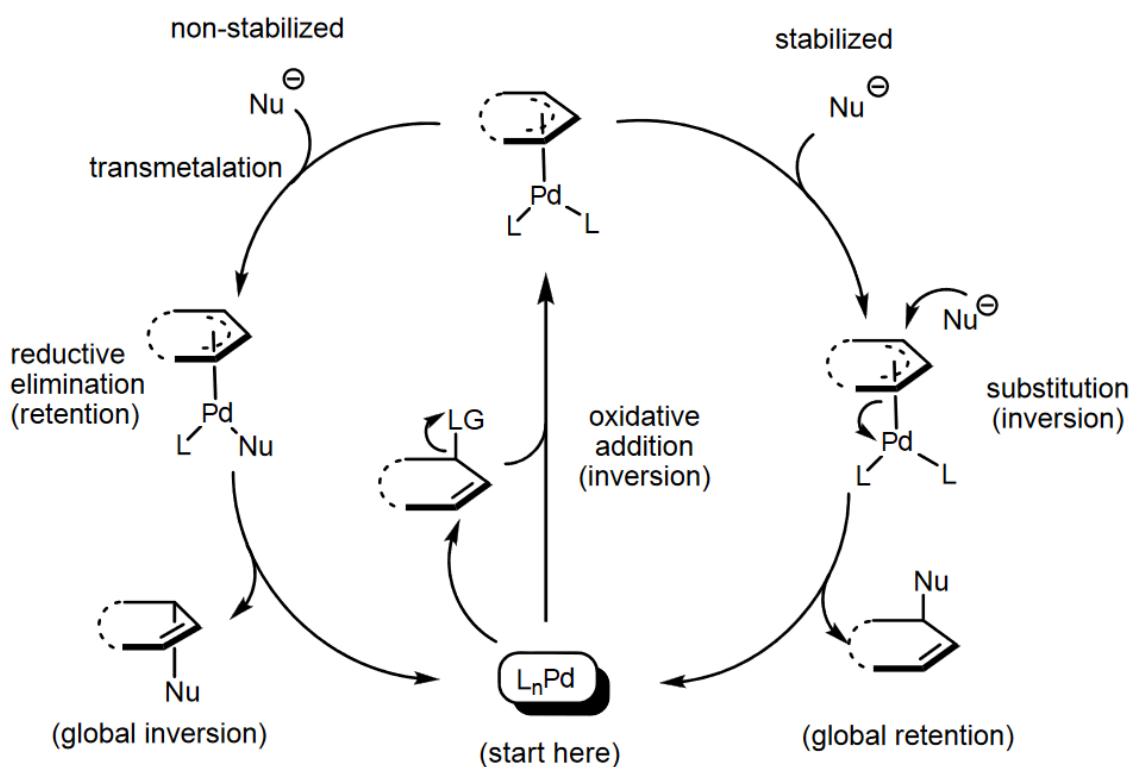 non-stabilized
stabilized
Nu⊖
Nu⊖
transmetalation
Pd
L
L
reductive
elimination
(retention)
Pd
L
Nu
LG
oxidative
addition
(inversion)
Nu⊖
substitution
(inversion)
Pd
L
L
Nu
LnPd
Nu
(global inversion)
(start here)
(global retention)